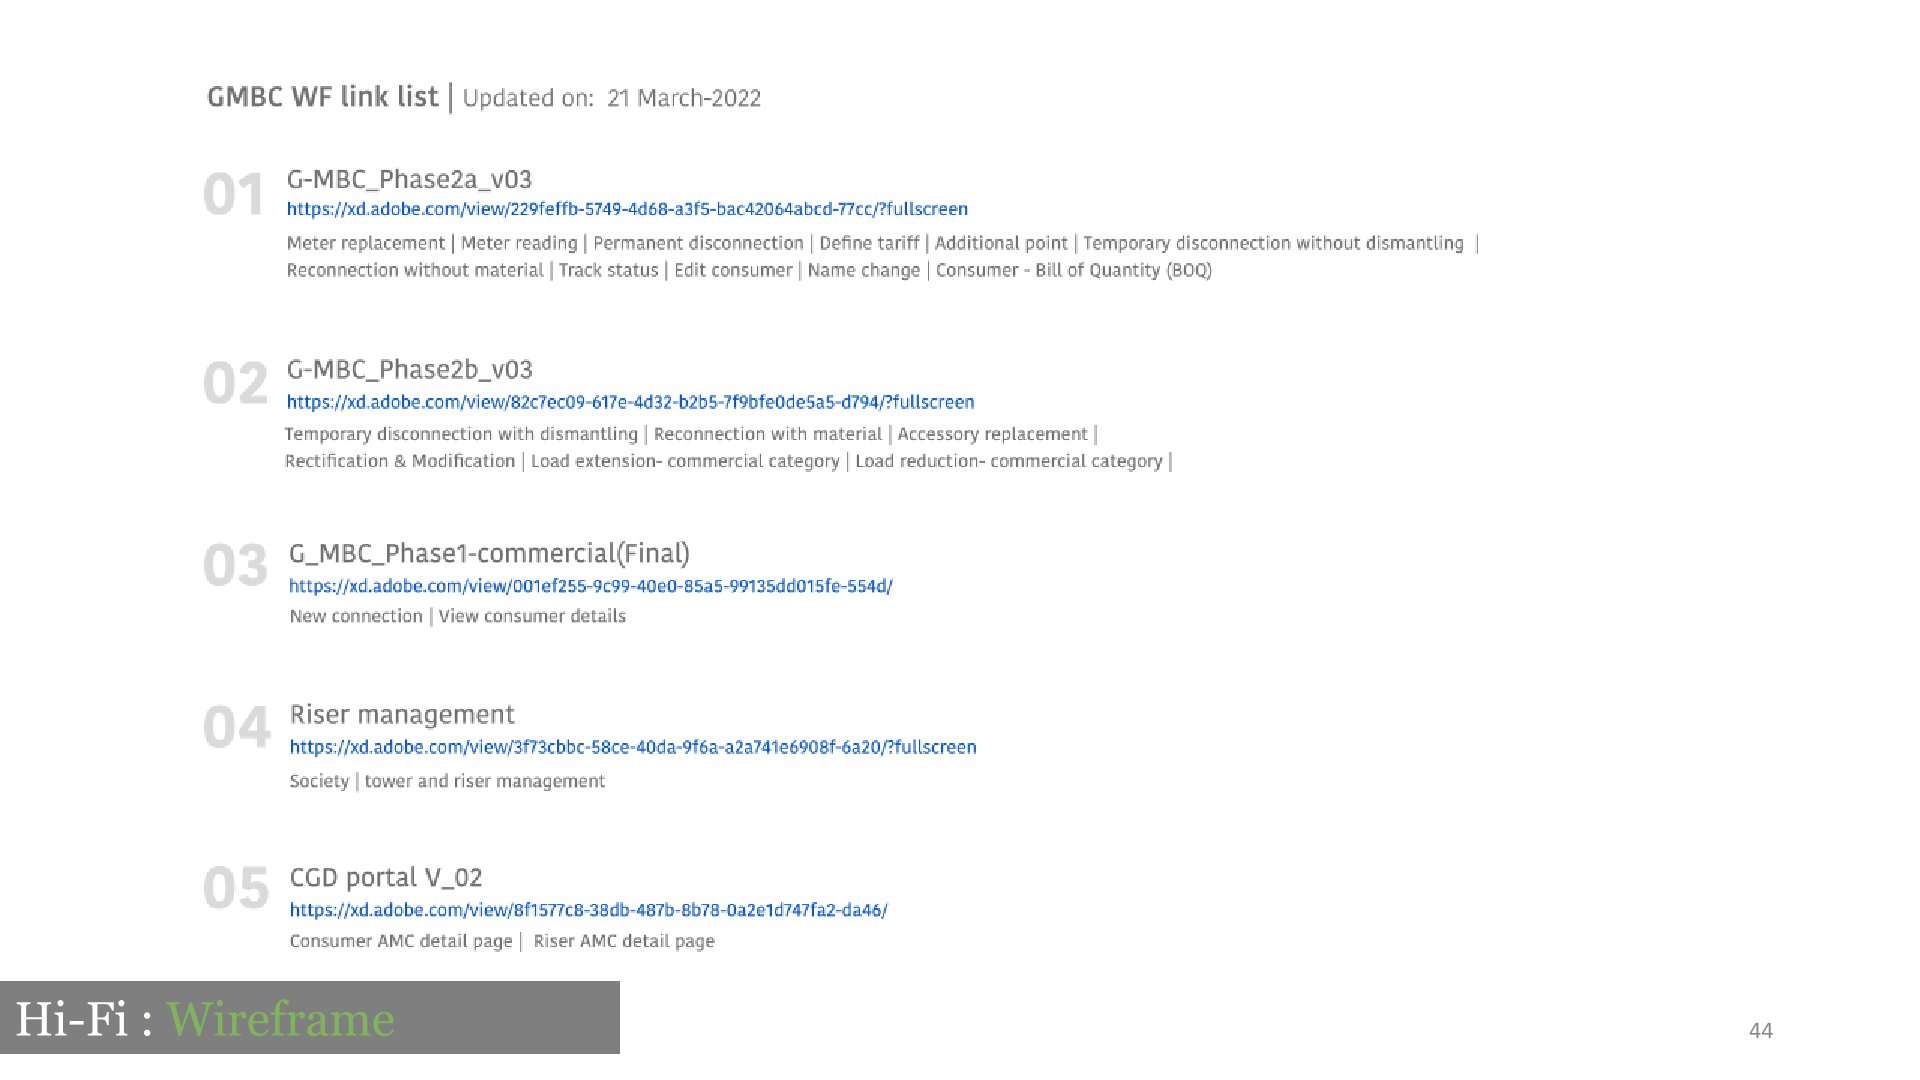 GMBC WF link list | Updated on: 21 March-2022
01
G-MBC_Phase2a_v03
https://xd.adobe.com/view/229feffb-5749-4d68-a3f5-bac42064abcd-77cc/?fullscreen
Meter replacement | Meter reading | Permanent disconnection | Define tariff | Additional point | Temporary disconnection without dismantling |
Reconnection without material | Track status | Edit consumer | Name change | Consumer - Bill of Quantity (BOQ)
02
G-MBC_Phase2b_v03
https://xd.adobe.com/view/82c7ec09-617e-4d32-b2b5-7f9bfe0de5a5-d794/?fullscreen
Temporary disconnection with dismantling | Reconnection with material | Accessory replacement |
Rectification & Modification | Load extension- commercial category | Load reduction- commercial category |
03
G_MBC_Phase1-commercial(Final)
https://xd.adobe.com/view/001ef255-9c99-40e0-85a5-99135dd015fe-554d/
New connection | View consumer details
04
Riser management
https://xd.adobe.com/view/3f73cbbc-58ce-40da-9f6a-a2a741e6908f-6a20/?fullscreen
Society | tower and riser management
05
CGD portal V_02
https://xd.adobe.com/view/8f1577c8-38db-487b-8b78-0a2e1d747fa2-da46/
Consumer AMC detail page | Riser AMC detail page
Hi-Fi : Wireframe
44